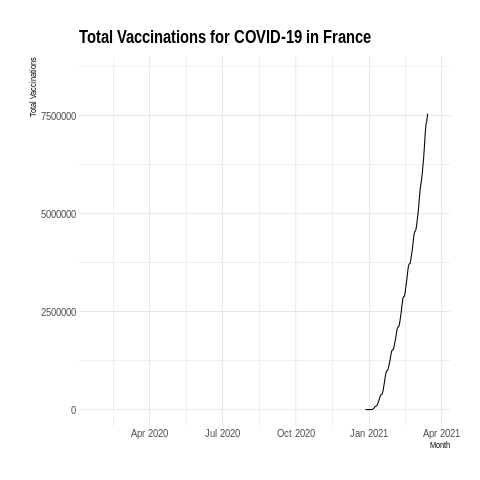 Total Vaccinations for COVID-19 in France
Total Vaccinations
7500000
5000000
2500000
0
Apr 2020 Jul 2020 Oct 2020 Jan 2021 Apr 2021
Month